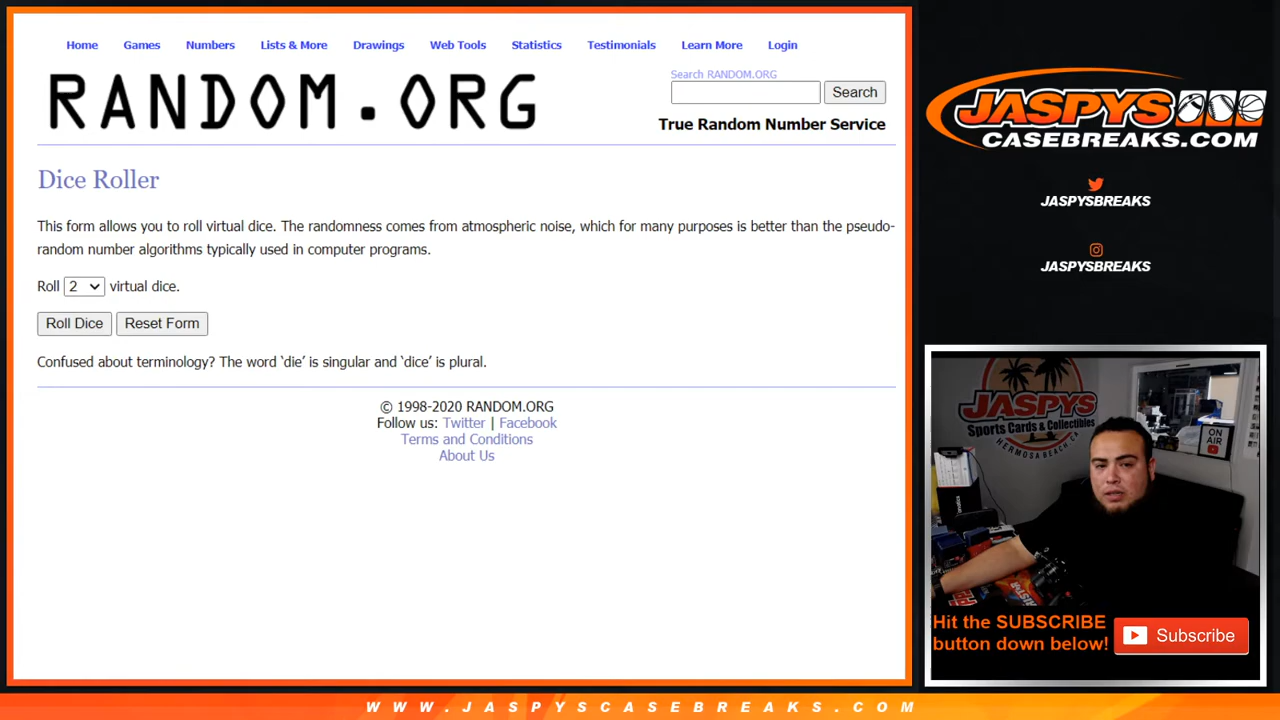 Home Games Numbers Lists & More Drawings Web Tools Statistics Testimonials Learn More Login
RANDOM.ORG
Search RANDOM.ORG
Search
True Random Number Service
Dice Roller
This form allows you to roll virtual dice. The randomness comes from atmospheric noise, which for many purposes is better than the pseudo-
random number algorithms typically used in computer programs.
Roll 2 virtual dice.
Roll Dice Reset Form
Confused about terminology? The word ‘die’ is singular and ‘dice’ is plural.
© 1998-2020 RANDOM.ORG
Follow us: Twitter | Facebook
Terms and Conditions
About Us
JASPYS
CASEBREAKS.COM
JASPYSBREAKS
JASPYSBREAKS
JASPYS
Sports Cards & Collectibles
HERMOSA BEACH, CA
ON
AIR
Hit the SUBSCRIBE
button down below!
Subscribe
WWW.JASPYSCASEBREAKS.COM